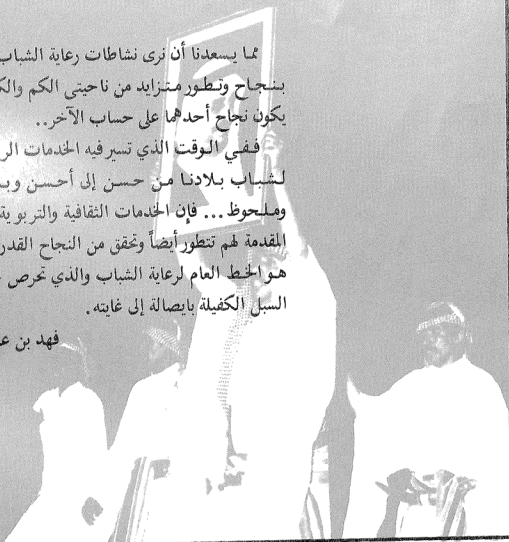 مما يسعدنا أن نرى نشاطات رعاية الشباب
بنجاح وتطور متزايد من ناحيتي الكم والك
يكون نجاح أحدهما على حساب الآخر..
ففي الوقت الذي تسير فيه الخدمات الر
لشباب بلادنا من حسن إلى أحسن وبـ
وملحوظ... فإن الخدمات الثقافية والتربوية
المقدمة لهم تتطور أيضاً وتحقق من النجاح القدر
هو الخط العام لرعاية الشباب والذي تحرص
السبل الكفيلة بايصالة إلى غايته.
فهد بن عـ